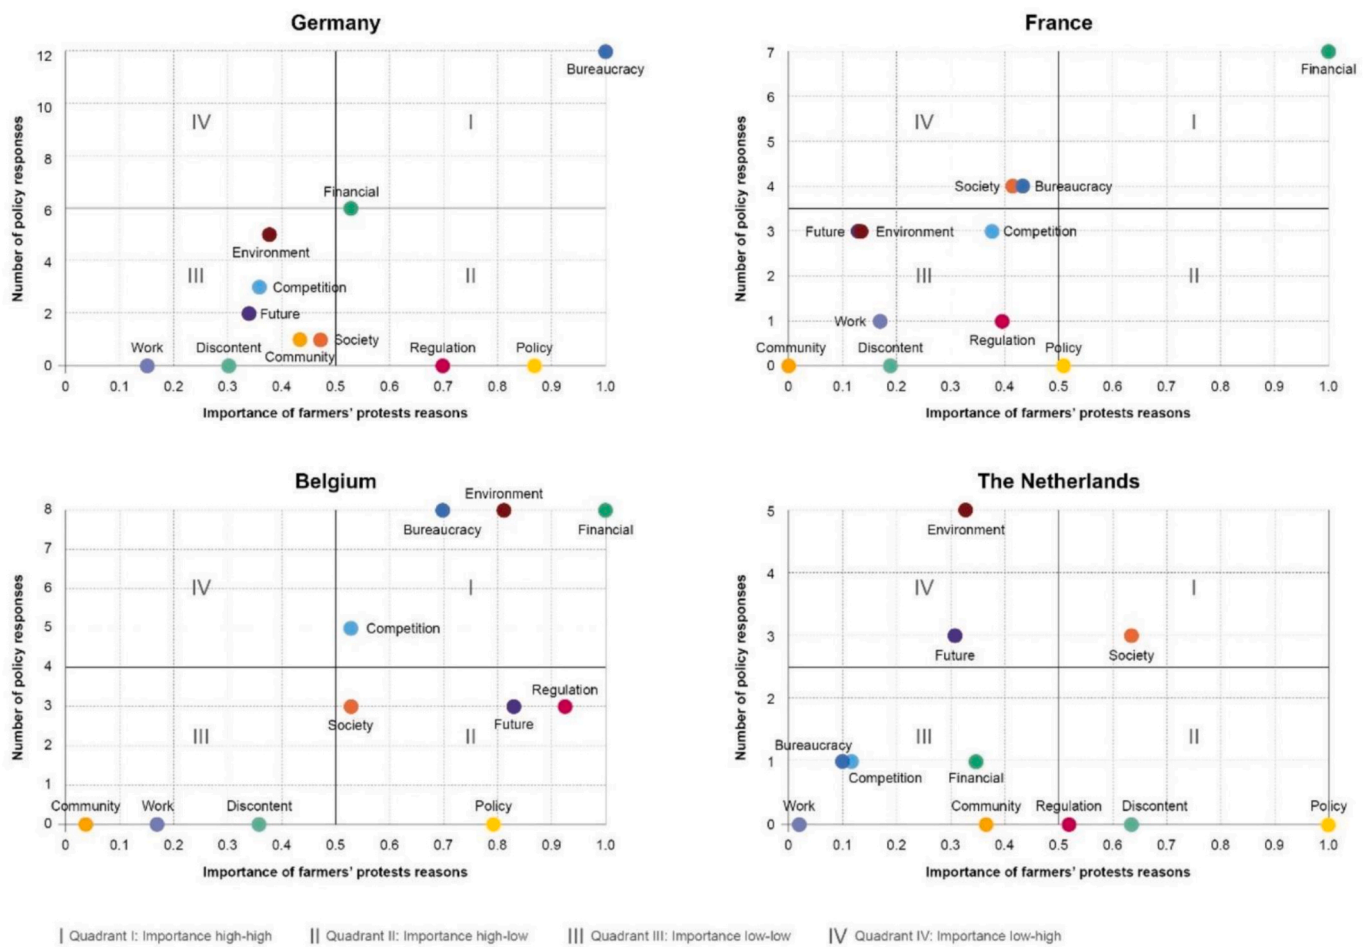 Germany
Number of policy responses
12
10
8
6
4
2
0
IV
I
III
II
Bureaucracy
Financial
Environment
Competition
Future
Society
Community
Work
Discontent
Regulation
Policy
0 0.1 0.2 0.3 0.4 0.5 0.6 0.7 0.8 0.9 1.0
Importance of farmers’ protests reasons
France
Number of policy responses
7
6
5
4
3
2
1
0
IV
I
III
II
Financial
Society
Bureaucracy
Future
Environment
Competition
Work
Regulation
Community
Discontent
Policy
0 0.1 0.2 0.3 0.4 0.5 0.6 0.7 0.8 0.9 1.0
Importance of farmers’ protests reasons
Belgium
Number of policy responses
8
7
6
5
4
3
2
1
0
IV
I
III
II
Environment
Bureaucracy
Financial
Competition
Regulation
Society
Future
Community
Work
Discontent
Policy
0 0.1 0.2 0.3 0.4 0.5 0.6 0.7 0.8 0.9 1.0
Importance of farmers’ protests reasons
The Netherlands
Number of policy responses
5
4
3
2
1
0
IV
I
III
II
Environment
Future
Society
Bureaucracy
Competition
Financial
Work
Community
Regulation
Discontent
Policy
0 0.1 0.2 0.3 0.4 0.5 0.6 0.7 0.8 0.9 1.0
Importance of farmers’ protests reasons
I Quadrant I: Importance high-high
II Quadrant II: Importance high-low
III Quadrant III: Importance low-low
IV Quadrant IV: Importance low-high